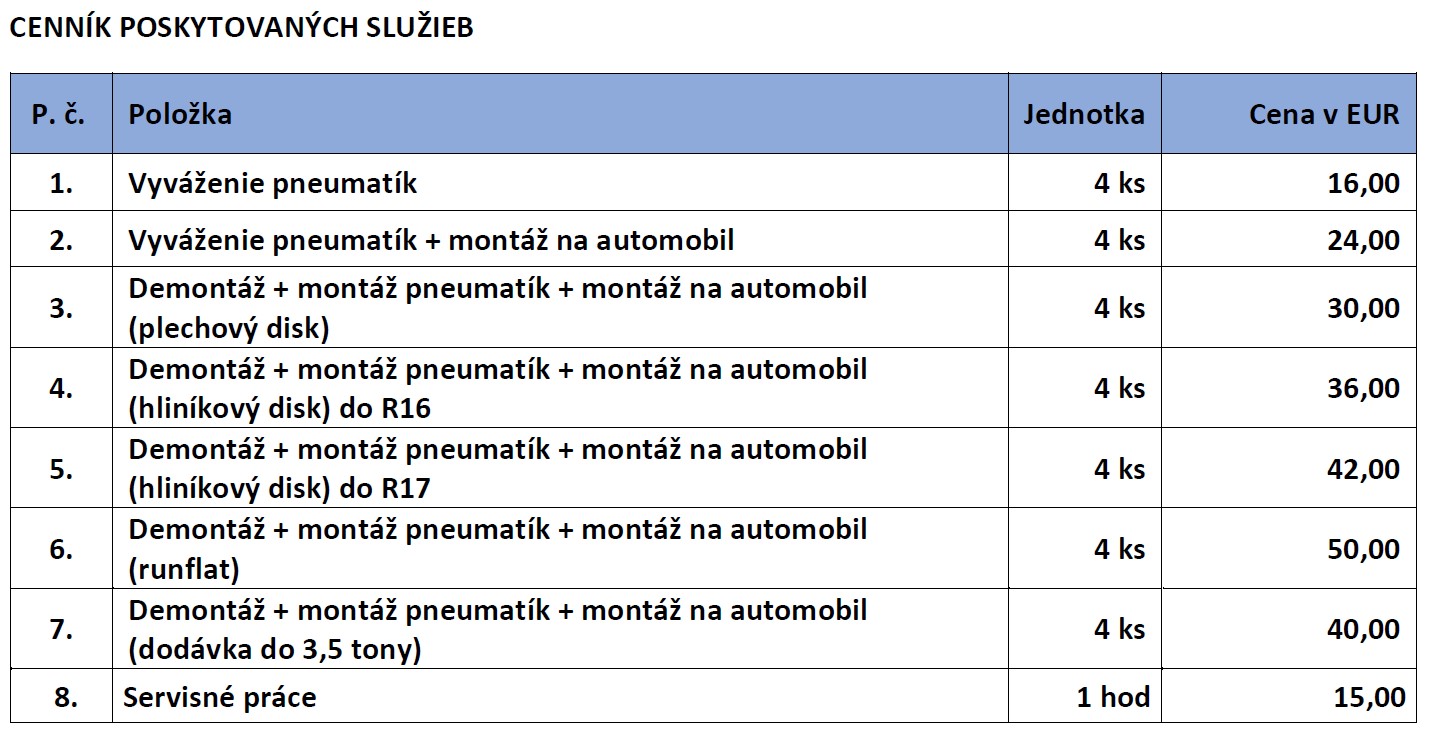 CENNÍK POSKYTOVANÝCH SLUŽIEB
P. č. Položka Jednotka Cena v EUR
1. Vyváženie pneumatík 4 ks 16,00
2. Vyváženie pneumatík + montáž na automobil 4 ks 24,00
3. Demontáž + montáž pneumatík + montáž na automobil
(plechový disk) 4 ks 30,00
4. Demontáž + montáž pneumatík + montáž na automobil
(hliníkový disk) do R16 4 ks 36,00
5. Demontáž + montáž pneumatík + montáž na automobil
(hliníkový disk) do R17 4 ks 42,00
6. Demontáž + montáž pneumatík + montáž na automobil
(runflat) 4 ks 50,00
7. Demontáž + montáž pneumatík + montáž na automobil
(dodávka do 3,5 tony) 4 ks 40,00
8. Servisné práce 1 hod 15,00